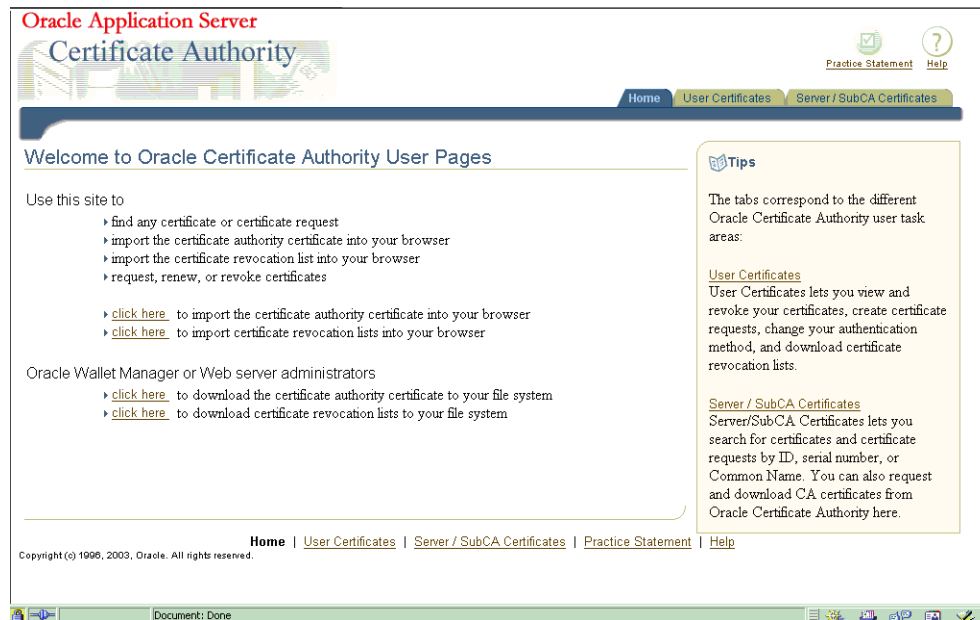 Oracle Application Server
Certificate Authority
Practice Statement
Help
Home
User Certificates
Server / SubCA Certificates
Welcome to Oracle Certificate Authority User Pages
Use this site to
find any certificate or certificate request
import the certificate authority certificate into your browser
import the certificate revocation list into your browser
request, renew, or revoke certificates
click here to import the certificate authority certificate into your browser
click here to import certificate revocation lists into your browser
Oracle Wallet Manager or Web server administrators
click here to download the certificate authority certificate to your file system
click here to download certificate revocation lists to your file system
Tips
The tabs correspond to the different
Oracle Certificate Authority user task
areas:
User Certificates
User Certificates lets you view and
revoke your certificates, create certificate
requests, change your authentication
method, and download certificate
revocation lists.
Server / SubCA Certificates
Server/SubCA Certificates lets you
search for certificates and certificate
requests by ID, serial number, or
Common Name. You can also request
and download CA certificates from
Oracle Certificate Authority here.
Home | User Certificates | Server / SubCA Certificates | Practice Statement | Help
Copyright (c) 1996, 2003, Oracle. All rights reserved.
Document: Done